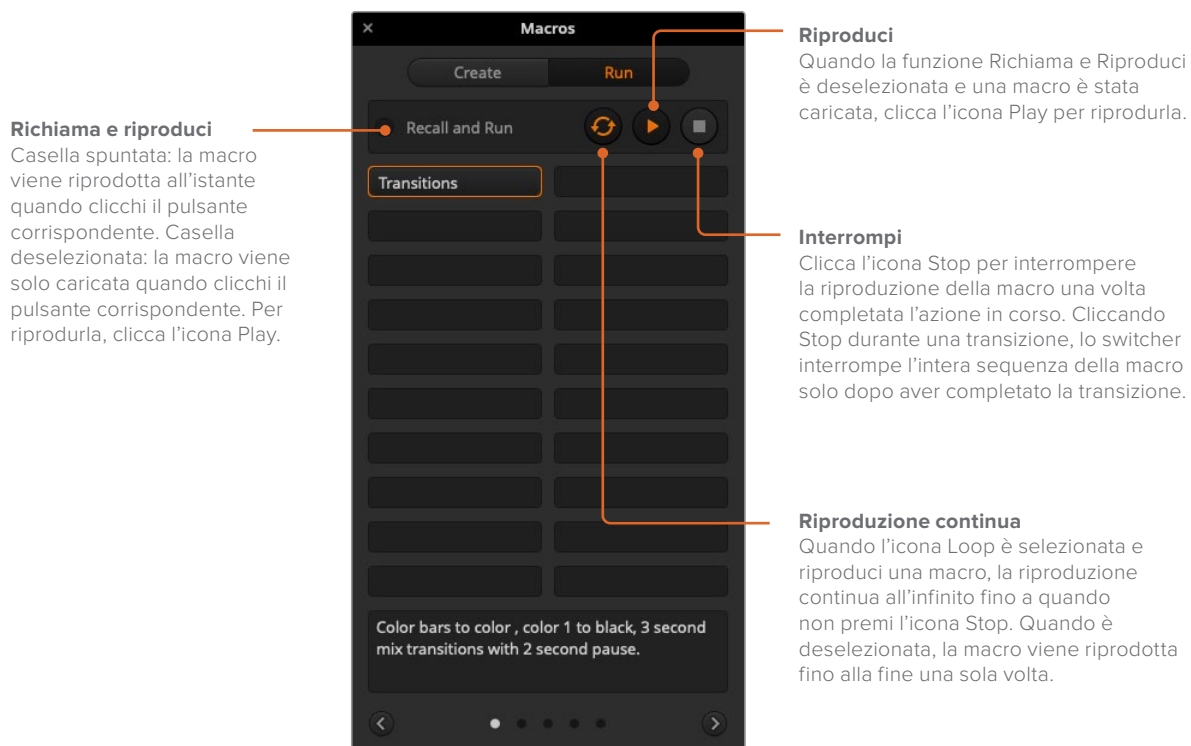 Richiama e riproduci
Casella spuntata: la macro
viene riprodotta all’istante
quando clicchi il pulsante
corrispondente. Casella
deselezionata: la macro viene
solo caricata quando clicchi il
pulsante corrispondente. Per
riprodurla, clicca l’icona Play.
Macros
Create
Run
Recall and Run
Transitions
Color bars to color , color 1 to black, 3 second
mix transitions with 2 second pause.
Riproduci
Quando la funzione Richiama e Riproduci
è deselezionata e una macro è stata
caricata, clicca l’icona Play per riprodurla.
Interrompi
Clicca l’icona Stop per interrompere
la riproduzione della macro una volta
completata l’azione in corso. Cliccando
Stop durante una transizione, lo switcher
interrompe l’intera sequenza della macro
solo dopo aver completato la transizione.
Riproduzione continua
Quando l’icona Loop è selezionata e
riproduci una macro, la riproduzione
continua all’infinito fino a quando
non premi l’icona Stop. Quando è
deselezionata, la macro viene riprodotta
fino alla fine una sola volta.